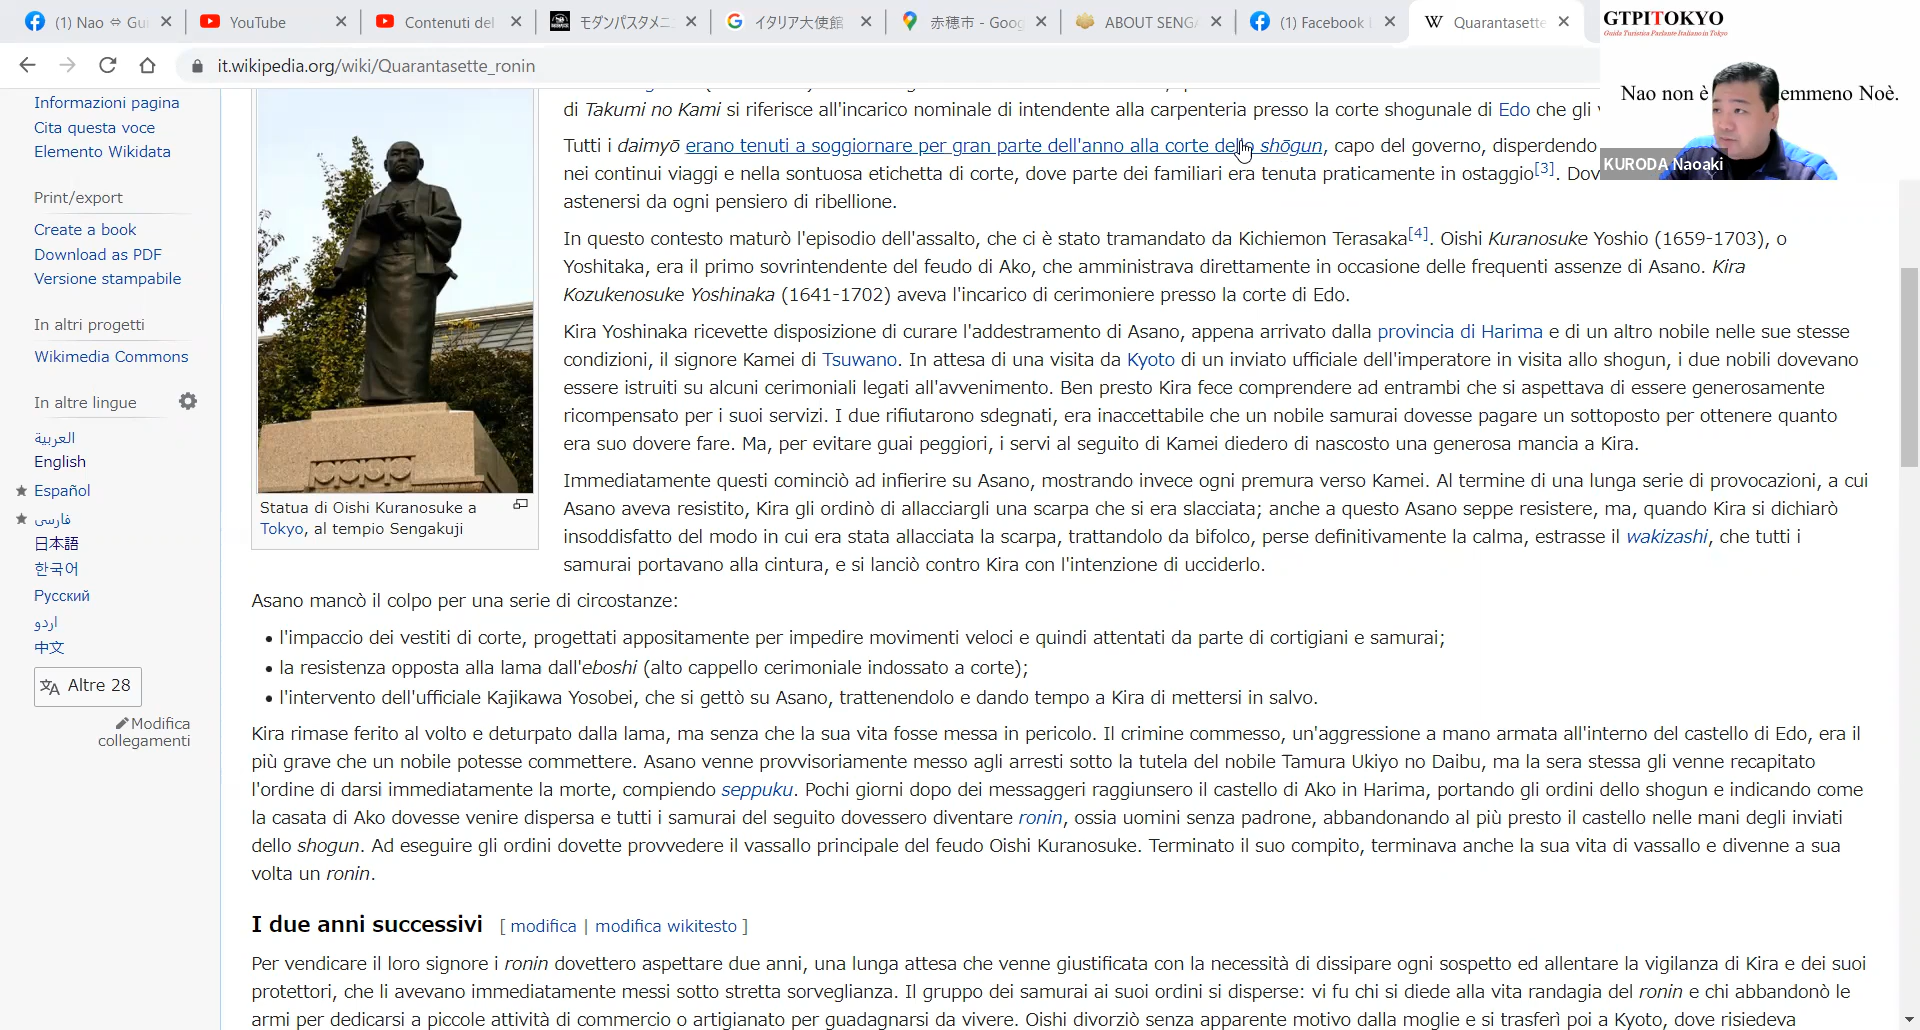 (1) Nao ⇔ Gu
YouTube
Contenuti del
モダンパスタメニ
イタリア大使館
赤穂市 - Goog
ABOUT SENGA
(1) Facebook
Quarantasette
GTPITOKYO
Guida Turistica Parlante Italiano in Tokyo
it.wikipedia.org/wiki/Quarantasette_ronin
Nao non è
emmeno Noè.
KURODA Naoaki
Informazioni pagina
Cita questa voce
Elemento Wikidata
Print/export
Create a book
Download as PDF
Versione stampabile
In altri progetti
Wikimedia Commons
In altre lingue
العربية
English
Español
فارسی
日本語
한국어
Русский
اردو
中文
Altre 28
Modifica
collegamenti
Statua di Oishi Kuranosuke a
Tokyo, al tempio Sengakuji
di Takumi no Kami si riferisce all'incarico nominale di intendente alla carpenteria presso la corte shogunale di Edo che gli
Tutti i daimyō erano tenuti a soggiornare per gran parte dell'anno alla corte dello shōgun, capo del governo, disperdendo
nei continui viaggi e nella sontuosa etichetta di corte, dove parte dei familiari era tenuta praticamente in ostaggio[3]. Dov
astenersi da ogni pensiero di ribellione.
In questo contesto maturò l'episodio dell'assalto, che ci è stato tramandato da Kichiemon Terasaka[4]. Oishi Kuranosuke Yoshio (1659-1703), o
Yoshitaka, era il primo sovrintendente del feudo di Ako, che amministrava direttamente in occasione delle frequenti assenze di Asano. Kira
Kozukenosuke Yoshinaka (1641-1702) aveva l'incarico di cerimoniere presso la corte di Edo.
Kira Yoshinaka ricevette disposizione di curare l'addestramento di Asano, appena arrivato dalla provincia di Harima e di un altro nobile nelle sue stesse
condizioni, il signore Kamei di Tsuwano. In attesa di una visita da Kyoto di un inviato ufficiale dell'imperatore in visita allo shogun, i due nobili dovevano
essere istruiti su alcuni cerimoniali legati all'avvenimento. Ben presto Kira fece comprendere ad entrambi che si aspettava di essere generosamente
ricompensato per i suoi servizi. I due rifiutarono sdegnati, era inaccettabile che un nobile samurai dovesse pagare un sottoposto per ottenere quanto
era suo dovere fare. Ma, per evitare guai peggiori, i servi al seguito di Kamei diedero di nascosto una generosa mancia a Kira.
Immediatamente questi cominciò ad infierire su Asano, mostrando invece ogni premura verso Kamei. Al termine di una lunga serie di provocazioni, a cui
Asano aveva resistito, Kira gli ordinò di allacciargli una scarpa che si era slacciata; anche a questo Asano seppe resistere, ma, quando Kira si dichiarò
insoddisfatto del modo in cui era stata allacciata la scarpa, trattandolo da bifolco, perse definitivamente la calma, estrasse il wakizashi, che tutti i
samurai portavano alla cintura, e si lanciò contro Kira con l'intenzione di ucciderlo.
Asano mancò il colpo per una serie di circostanze:
• l'impaccio dei vestiti di corte, progettati appositamente per impedire movimenti veloci e quindi attentati da parte di cortigiani e samurai;
• la resistenza opposta alla lama dall'eboshi (alto cappello cerimoniale indossato a corte);
• l'intervento dell'ufficiale Kajikawa Yosobei, che si gettò su Asano, trattenendolo e dando tempo a Kira di mettersi in salvo.
Kira rimase ferito al volto e deturpato dalla lama, ma senza che la sua vita fosse messa in pericolo. Il crimine commesso, un'aggressione a mano armata all'interno del castello di Edo, era il
più grave che un nobile potesse commettere. Asano venne provvisoriamente messo agli arresti sotto la tutela del nobile Tamura Ukiyo no Daibu, ma la sera stessa gli venne recapitato
l'ordine di darsi immediatamente la morte, compiendo seppuku. Pochi giorni dopo dei messaggeri raggiunsero il castello di Ako in Harima, portando gli ordini dello shogun e indicando come
la casata di Ako dovesse venire dispersa e tutti i samurai del seguito dovessero diventare ronin, ossia uomini senza padrone, abbandonando al più presto il castello nelle mani degli inviati
dello shogun. Ad eseguire gli ordini dovette provvedere il vassallo principale del feudo Oishi Kuranosuke. Terminato il suo compito, terminava anche la sua vita di vassallo e divenne a sua
volta un ronin.
I due anni successivi [ modifica | modifica wikitesto ]
Per vendicare il loro signore i ronin dovettero aspettare due anni, una lunga attesa che venne giustificata con la necessità di dissipare ogni sospetto ed allentare la vigilanza di Kira e dei suoi
protettori, che li avevano immediatamente messi sotto stretta sorveglianza. Il gruppo dei samurai ai suoi ordini si disperse: vi fu chi si diede alla vita randagia del ronin e chi abbandonò le
armi per dedicarsi a piccole attività di commercio o artigianato per guadagnarsi da vivere. Oishi divorziò senza apparente motivo dalla moglie e si trasferì poi a Kyoto, dove risiedeva